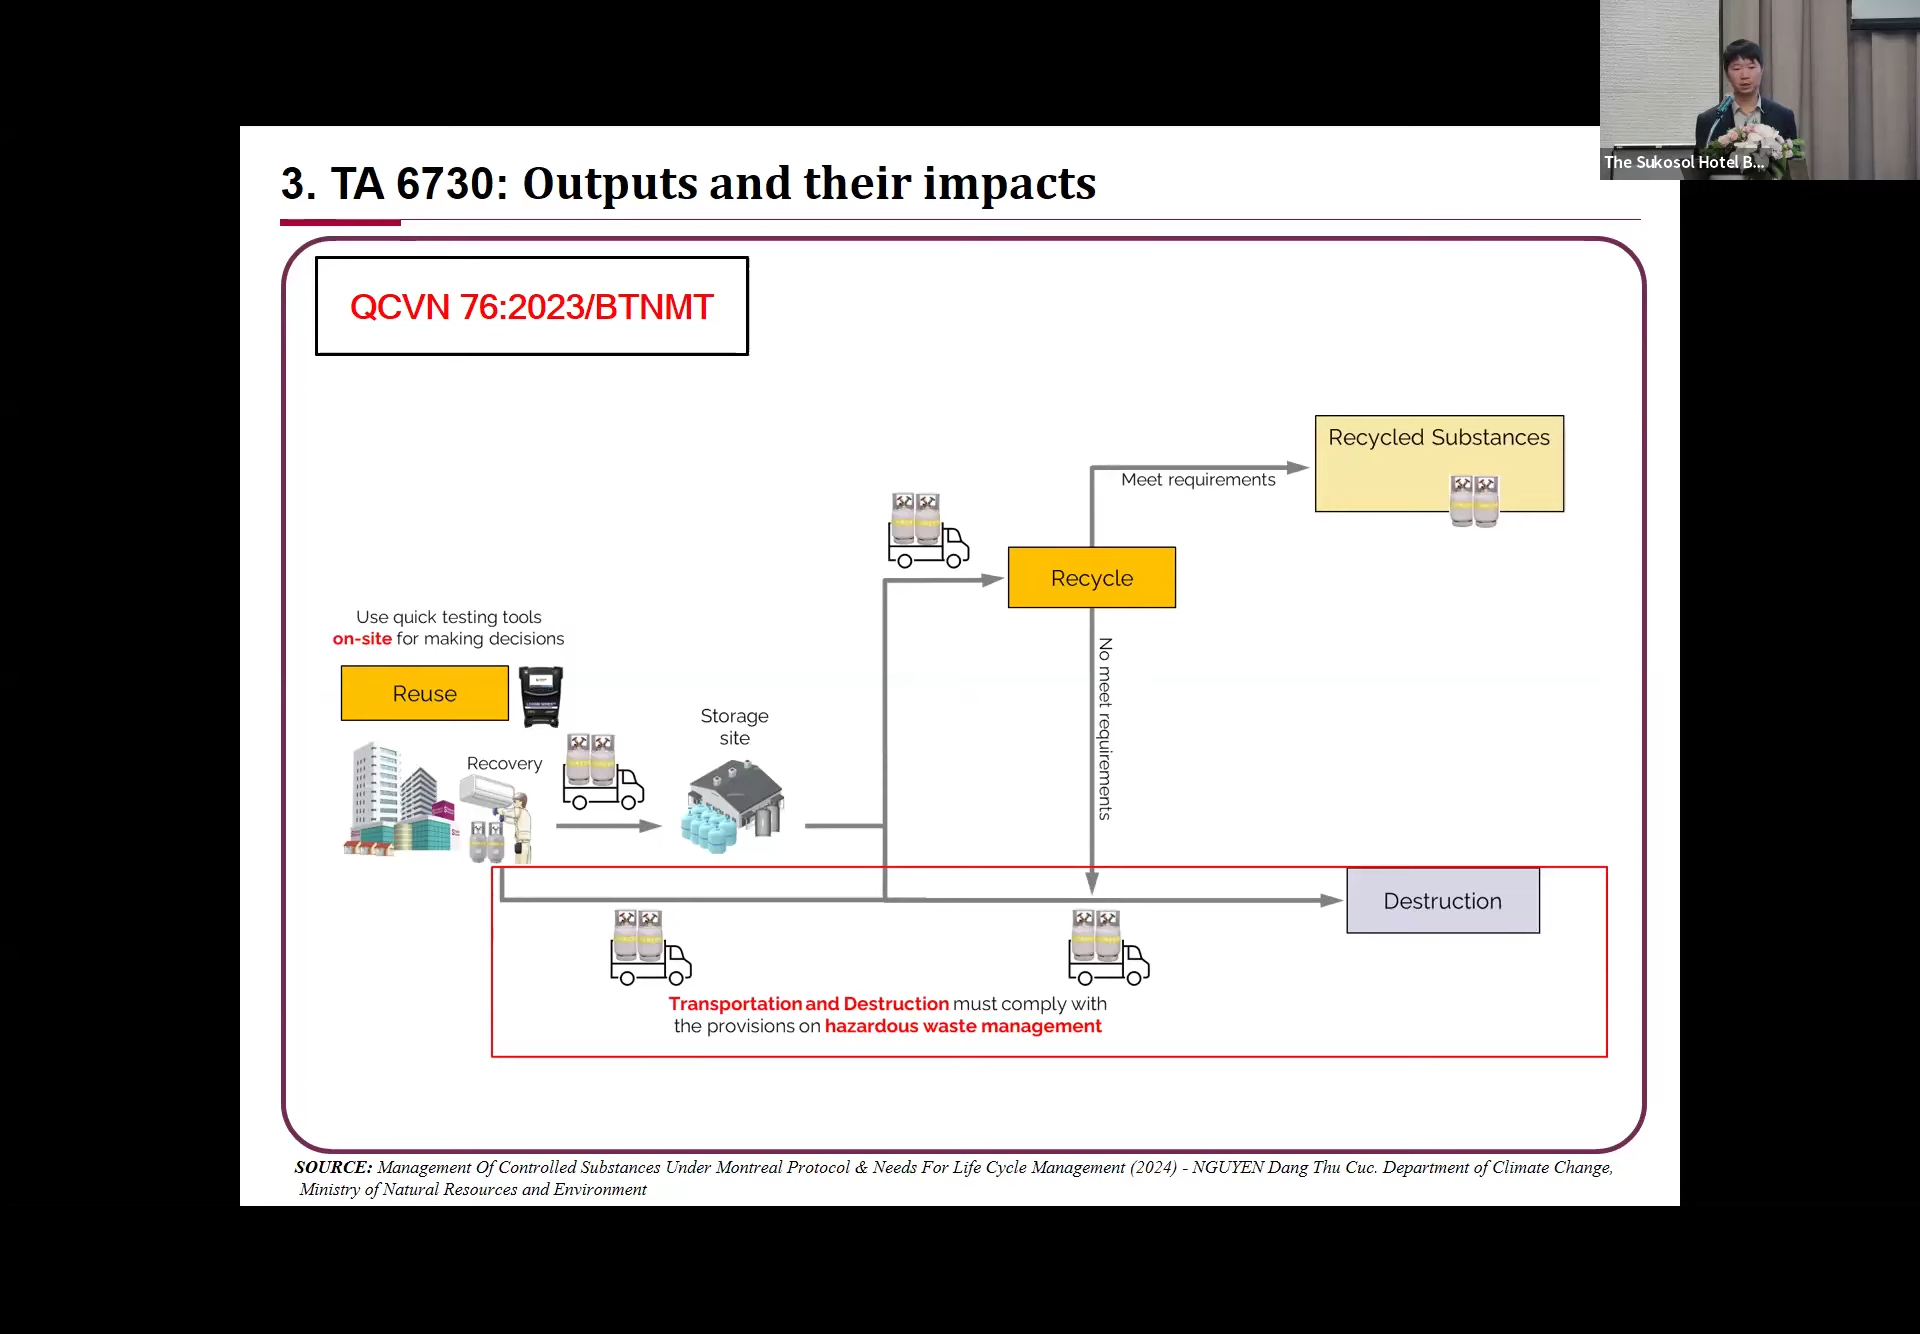 The Sukosol Hotel B...
3. TA 6730: Outputs and their impacts
QCVN 76:2023/BTNMT
Recycled Substances
Meet requirements
Recycle
No meet requirements
Use quick testing tools
on-site for making decisions
Reuse
Recovery
Storage
site
Destruction
Transportation and Destruction must comply with
the provisions on hazardous waste management
SOURCE: Management Of Controlled Substances Under Montreal Protocol & Needs For Life Cycle Management (2024) - NGUYEN Dang Thu Cuc. Department of Climate Change,
Ministry of Natural Resources and Environment